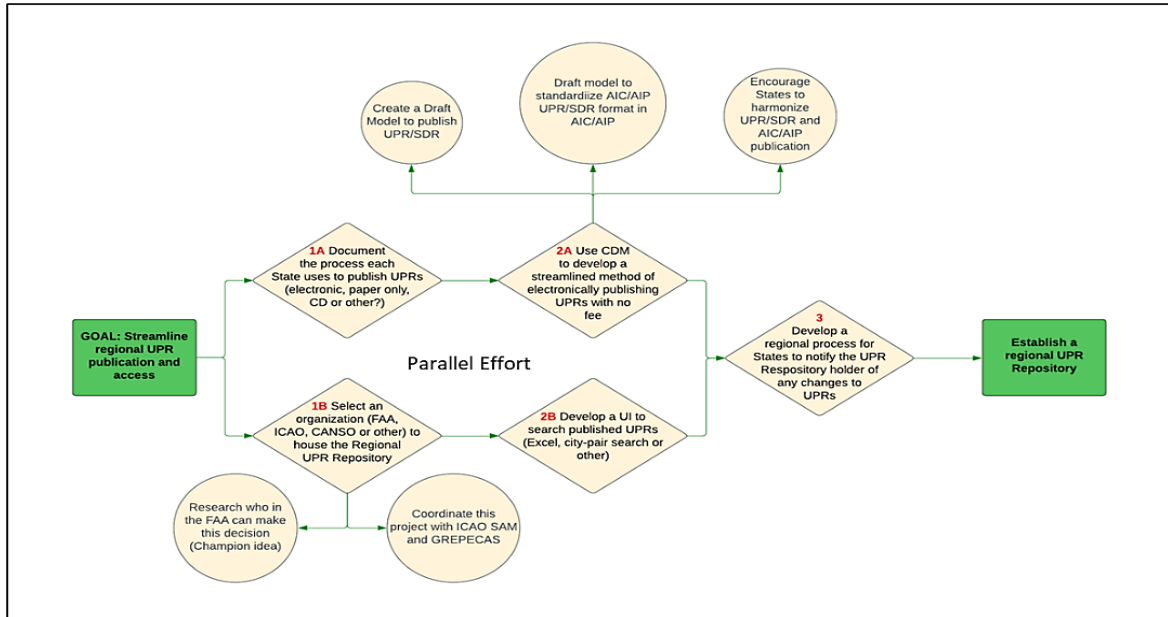 Create a Draft
Model to publish
UPR/SDR
Draft model to
standardiize AIC/AIP
UPR/SDR format in
AIC/AIP
Encourage
States to
harmonize
UPR/SDR and
AIC/AIP
publication
1A Document
the process each
State uses to publish UPRs
(electronic, paper only,
CD or other?)
2A Use CDM
to develop a
streamlined method of
electronically publishing
UPRs with no
fee
GOAL: Streamline
regional UPR
publication and
access
Parallel Effort
3
Develop a
regional process for
States to notify the UPR
Respository holder of
any changes to
UPRs
Establish a
regional UPR
Repository
1B Select an
organization (FAA,
ICAO, CANSO or other) to
house the Regional
UPR Repository
2B Develop a UI to
search published UPRs
(Excel, city-pair search or
other)
Research who in
the FAA can make
this decision
(Champion idea)
Coordinate this
project with ICAO SAM
and GREPECAS